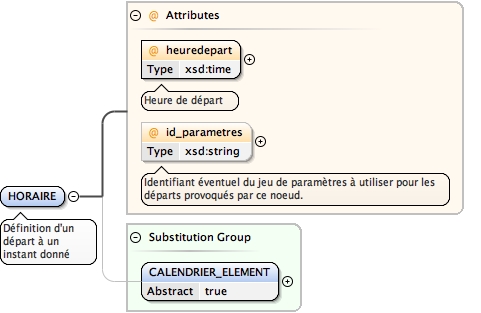 @ Attributes
@ heuredepart
Type xsd:time
Heure de départ
@ id_parametres
Type xsd:string
Identifiant éventuel du jeu de paramètres à utiliser pour les
départs provoqués par ce noeud.
HORAIRE
Définition d'un
départ à un
instant donné
Substitution Group
CALENDRIER_ELEMENT
Abstract true